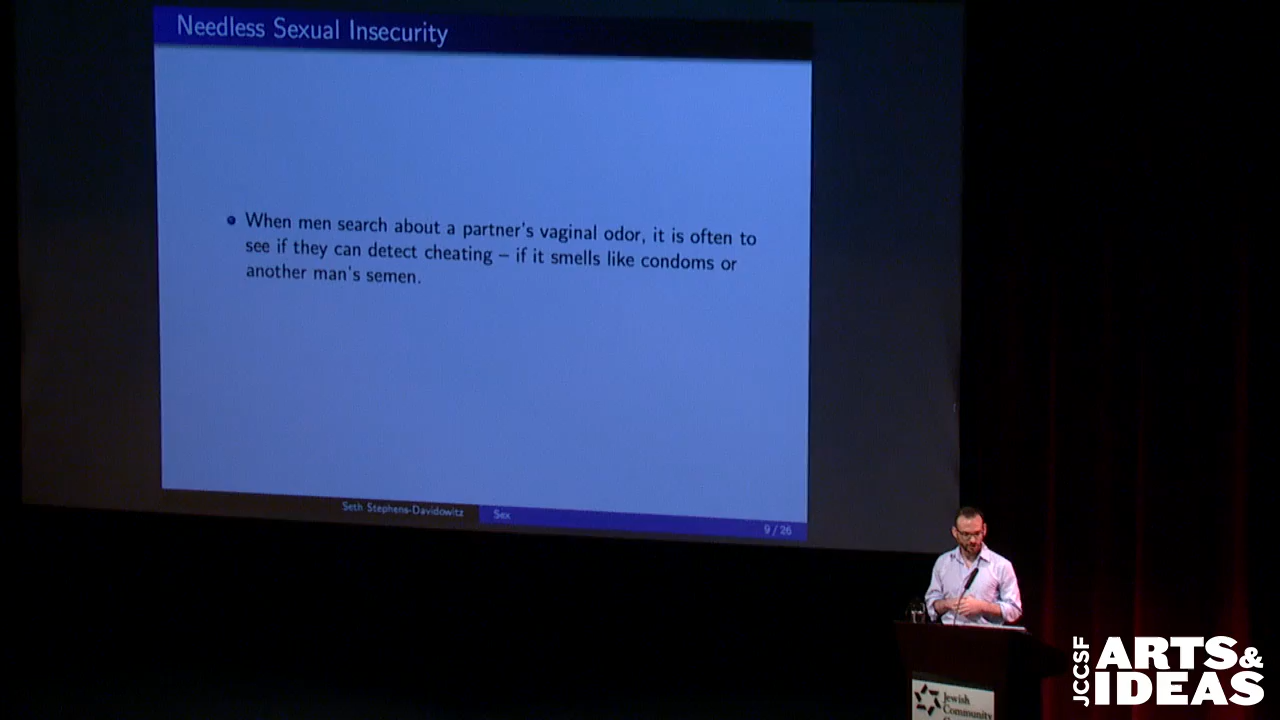 Needless Sexual Insecurity
When men search about a partner's vaginal odor, it is often to
see if they can detect cheating – if it smells like condoms or
another man's semen.
Seth Stephens-Davidowitz
Sex
9 / 26
JCCSF
ARTS&
IDEAS
Jewish
Community